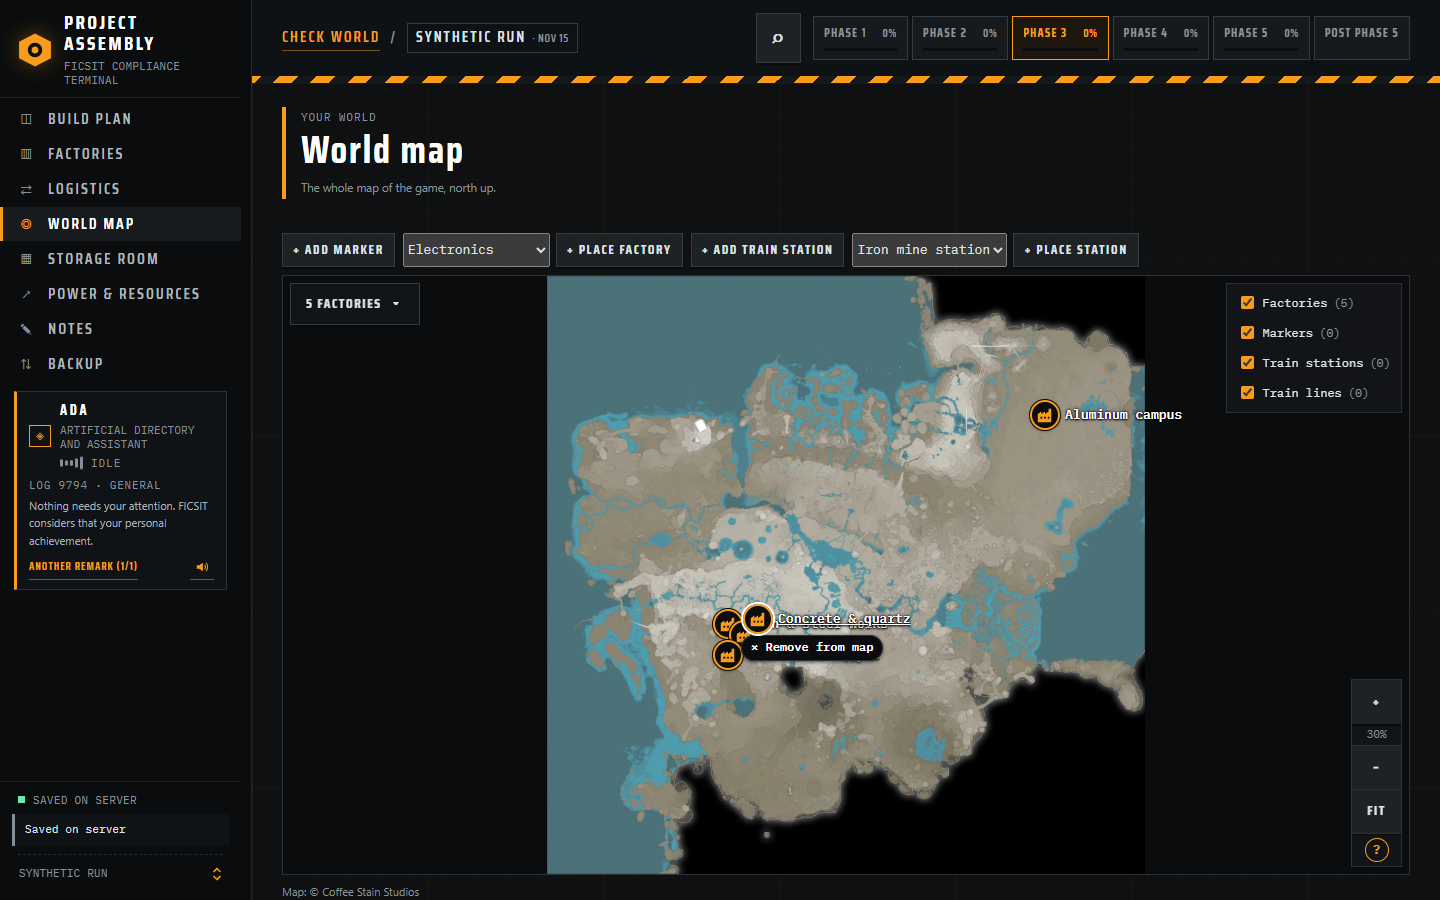 PROJECT
ASSEMBLY
FICSIT COMPLIANCE
TERMINAL
BUILD PLAN
FACTORIES
LOGISTICS
WORLD MAP
STORAGE ROOM
POWER & RESOURCES
NOTES
BACKUP
ADA
ARTIFICIAL DIRECTORY
AND ASSISTANT
IDLE
LOG 9794 · GENERAL
Nothing needs your attention. FICSIT
considers that your personal
achievement.
ANOTHER REMARK (1/1)
SAVED ON SERVER
Saved on server
SYNTHETIC RUN
CHECK WORLD / SYNTHETIC RUN · NOV 15
PHASE 1 0%
PHASE 2 0%
PHASE 3 0%
PHASE 4 0%
PHASE 5 0%
POST PHASE 5
YOUR WORLD
World map
The whole map of the game, north up.
+ ADD MARKER
Electronics
+ PLACE FACTORY
+ ADD TRAIN STATION
Iron mine station
+ PLACE STATION
5 FACTORIES
Factories (5)
Markers (0)
Train stations (0)
Train lines (0)
Aluminum campus
Concrete & quartz
× Remove from map
+
30%
-
FIT
?
Map: © Coffee Stain Studios